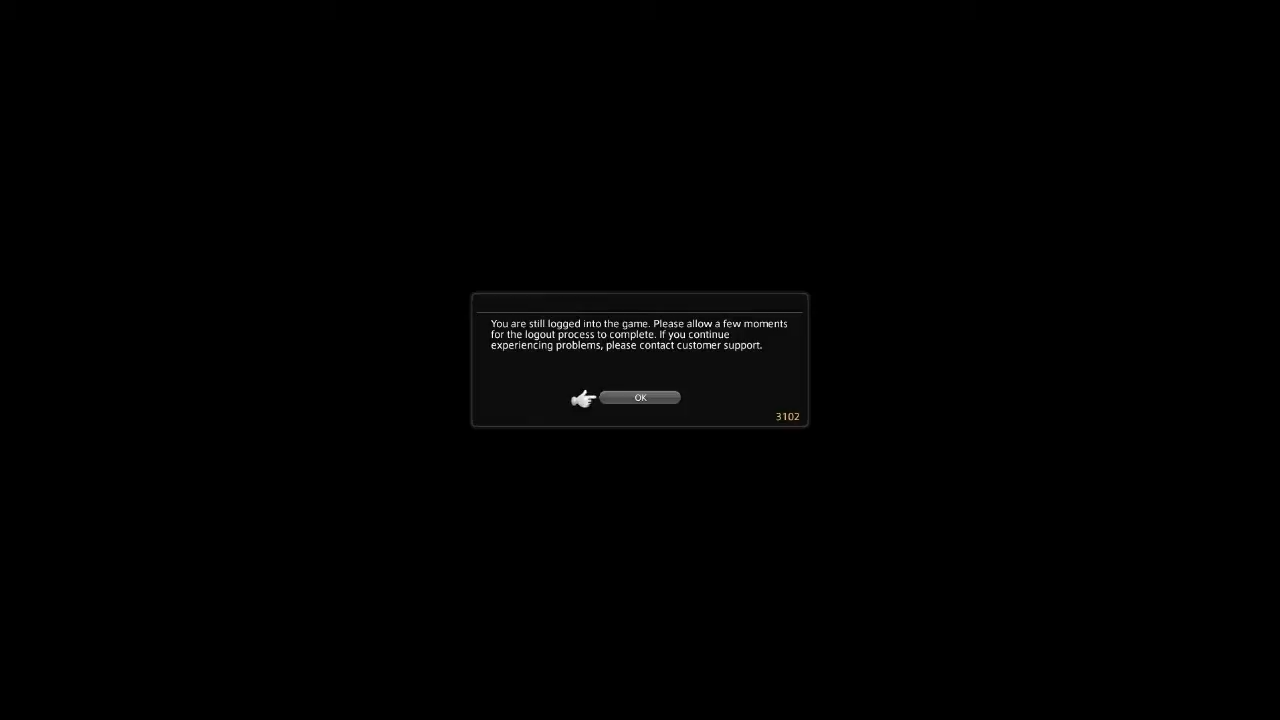 You are still logged into the game. Please allow a few moments
for the logout process to complete. If you continue
experiencing problems, please contact customer support.
OK
3102